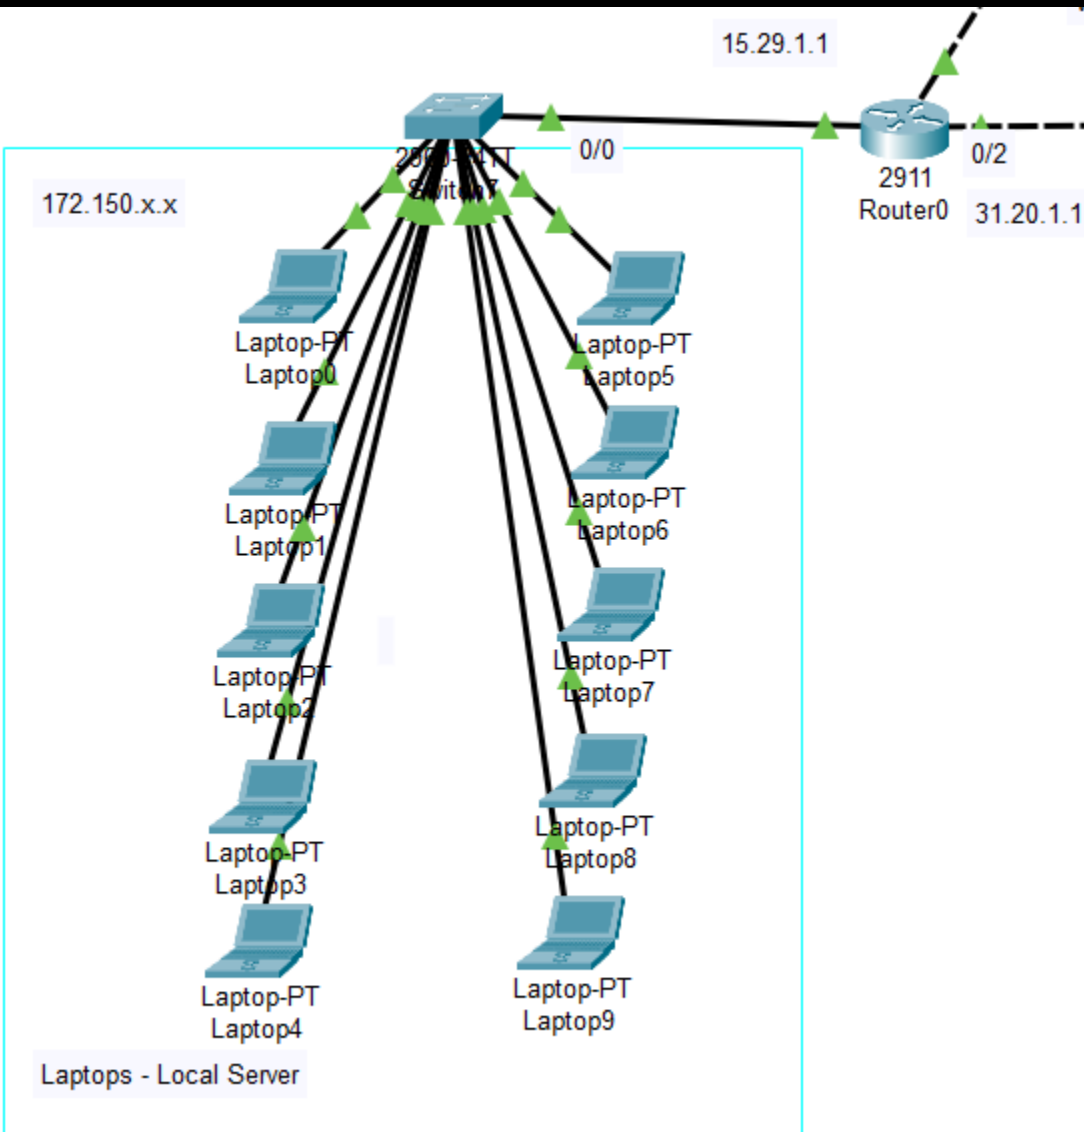 15.29.1.1
0/0
0/2
2911
Router0
31.20.1.1
172.150.x.x
Laptop-PT
Laptop0
Laptop-PT
Laptop5
Laptop-PT
Laptop1
Laptop-PT
Laptop6
Laptop-PT
Laptop2
Laptop-PT
Laptop7
Laptop-PT
Laptop3
Laptop-PT
Laptop8
Laptop-PT
Laptop4
Laptop-PT
Laptop9
Laptops - Local Server